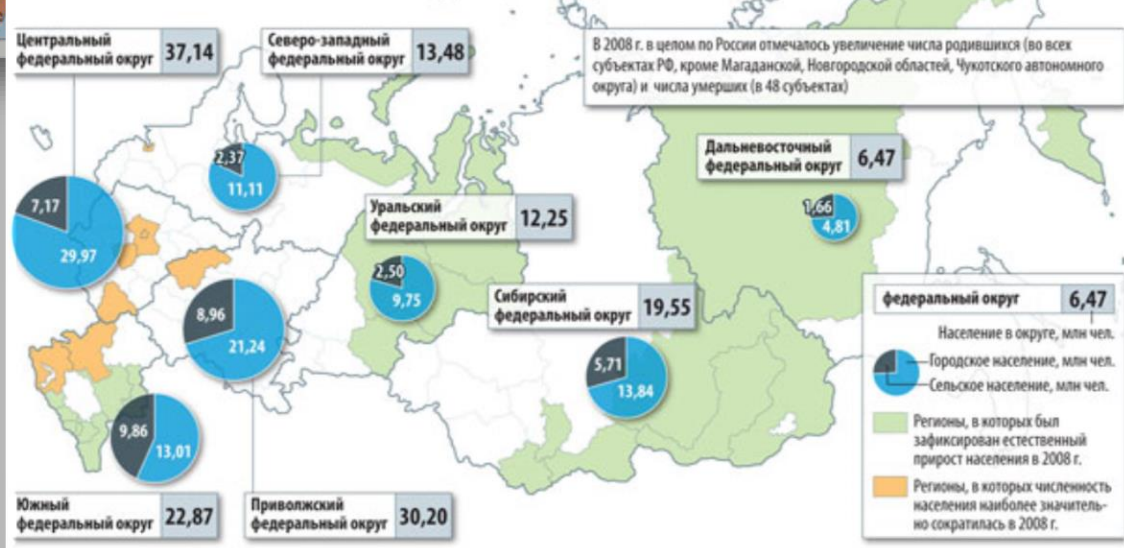 Центральный
федеральный округ 37,14
Северо-западный
федеральный округ 13,48
В 2008 г. в целом по России отмечалось увеличение числа родившихся (во всех
субъектах РФ, кроме Магаданской, Новгородской областей, Чукотского автономного
округа) и числа умерших (в 48 субъектах)
Дальневосточный
федеральный округ 6,47
2,37
11,11
7,17
29,97
Уральский
федеральный округ 12,25
1,66
4,81
2,50
9,75
Сибирский
федеральный округ 19,55
8,96
21,24
5,71
13,84
9,86
13,01
федеральный округ 6,47
Население в округе, млн чел.
Городское население, млн чел.
Сельское население, млн чел.
Регионы, в которых был
зафиксирован естественный
прирост населения в 2008 г.
Регионы, в которых численность
населения наиболее значитель-
но сократилась в 2008 г.
Южный
федеральный округ 22,87
Приволжский
федеральный округ 30,20